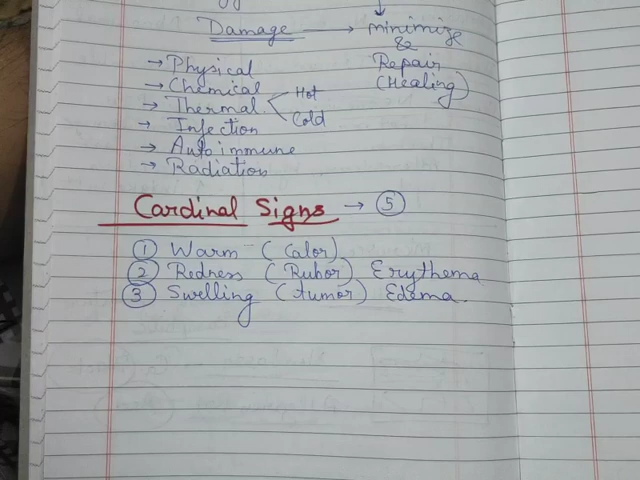 Damage → minimize
&
→ Physical Repair
→ Chemical (Healing)
→ Thermal Hot
Cold
→ Infection
→ Autoimmune
→ Radiation
Cardinal Signs → 5
1 Warm (Calor)
2 Redness (Rubor) Erythema
3 Swelling (tumor) Edema.